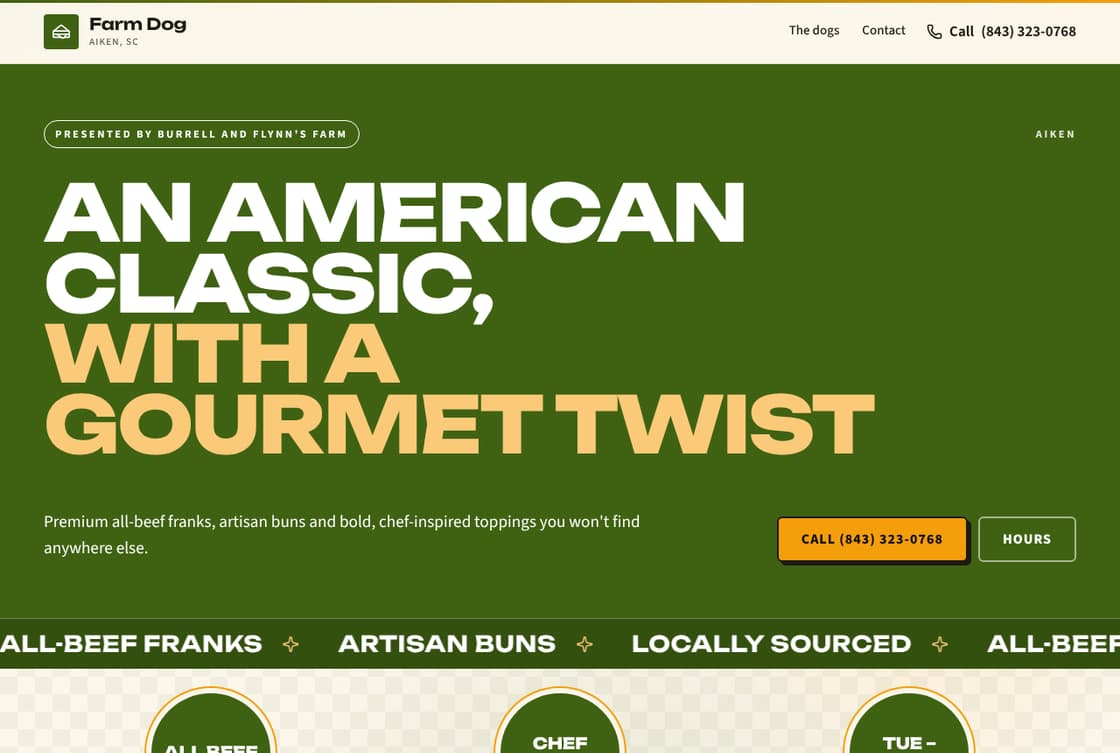 Farm Dog
AIKEN, SC
The dogs
Contact
Call (843) 323-0768
PRESENTED BY BURRELL AND FLYNN'S FARM
AIKEN
AN AMERICAN
CLASSIC,
WITH A
GOURMET TWIST
Premium all-beef franks, artisan buns and bold, chef-inspired toppings you won't find
anywhere else.
CALL (843) 323-0768
HOURS
ALL-BEEF FRANKS
ARTISAN BUNS
LOCALLY SOURCED
ALL-BEEF
ALL BEEF
CHEF
TUE –